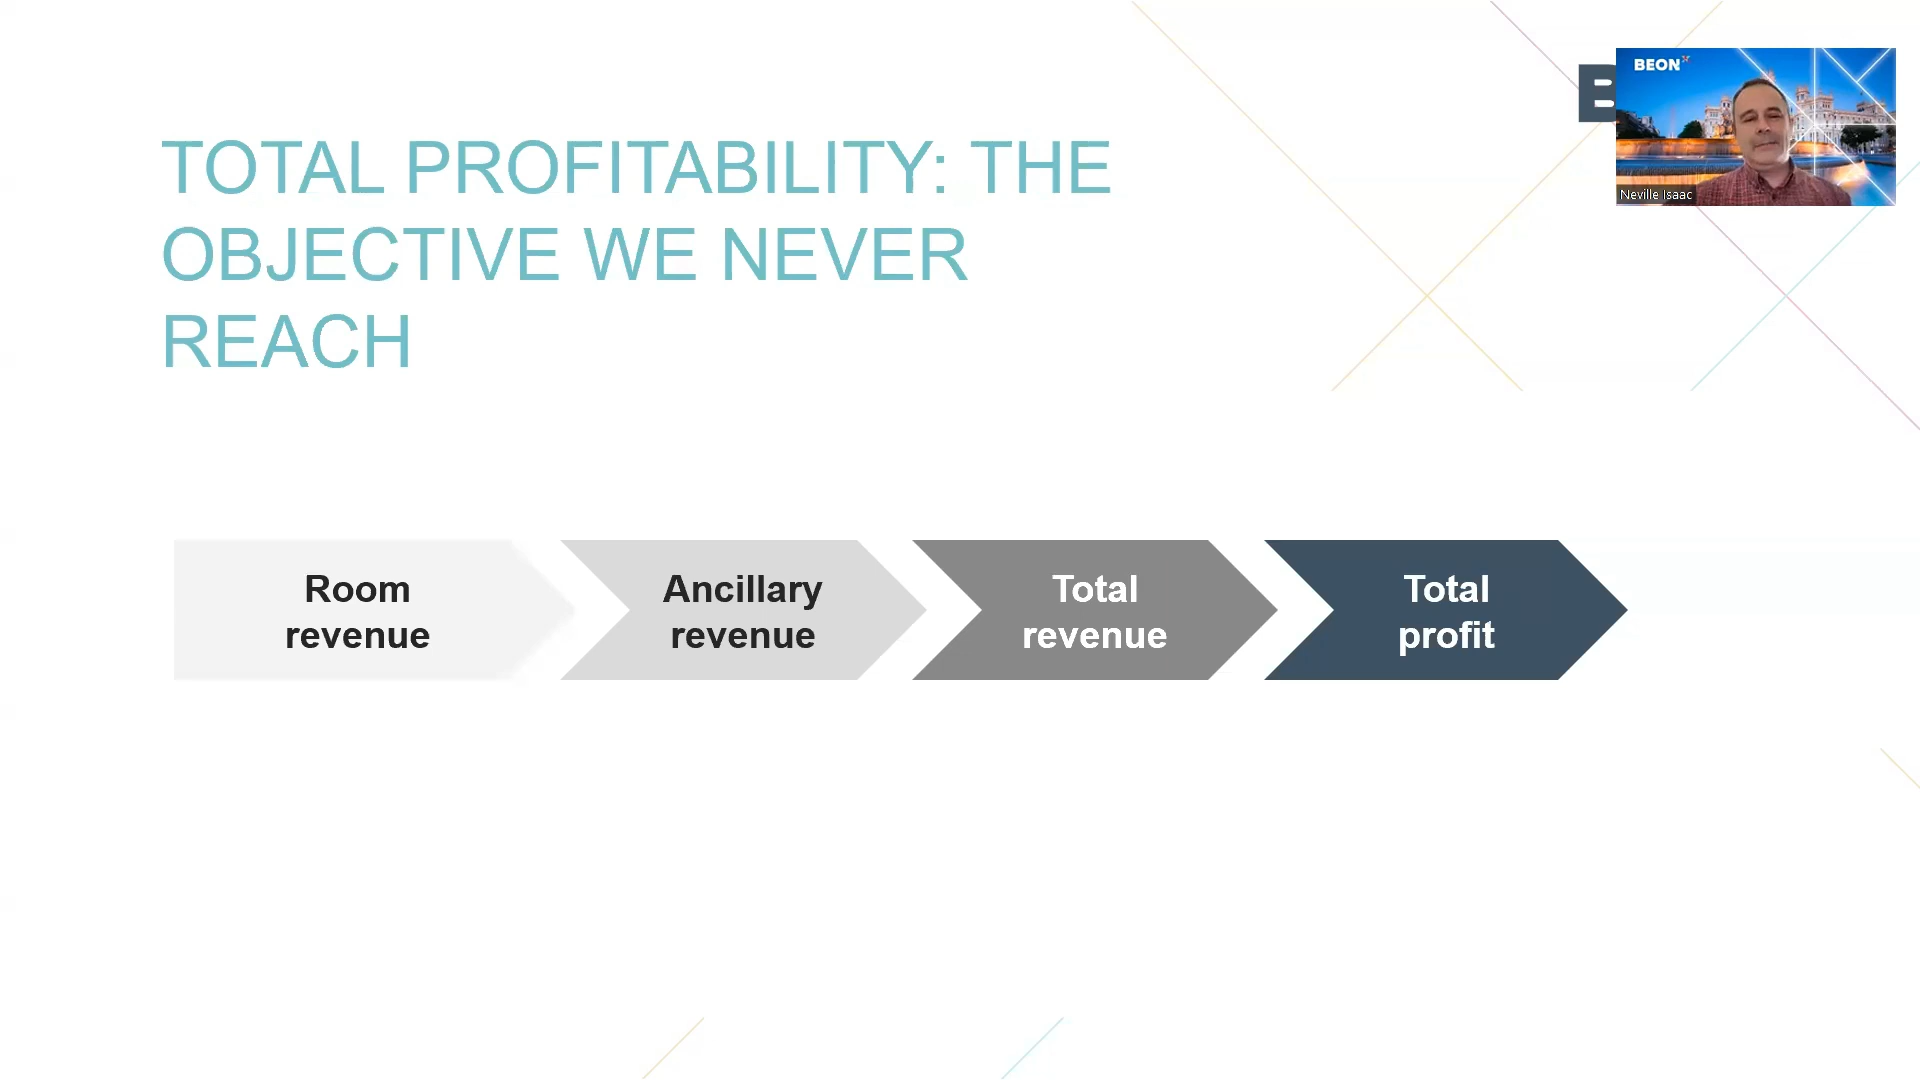 BEON
Neville Isaac
TOTAL PROFITABILITY: THE
OBJECTIVE WE NEVER
REACH
Room
revenue
Ancillary
revenue
Total
revenue
Total
profit